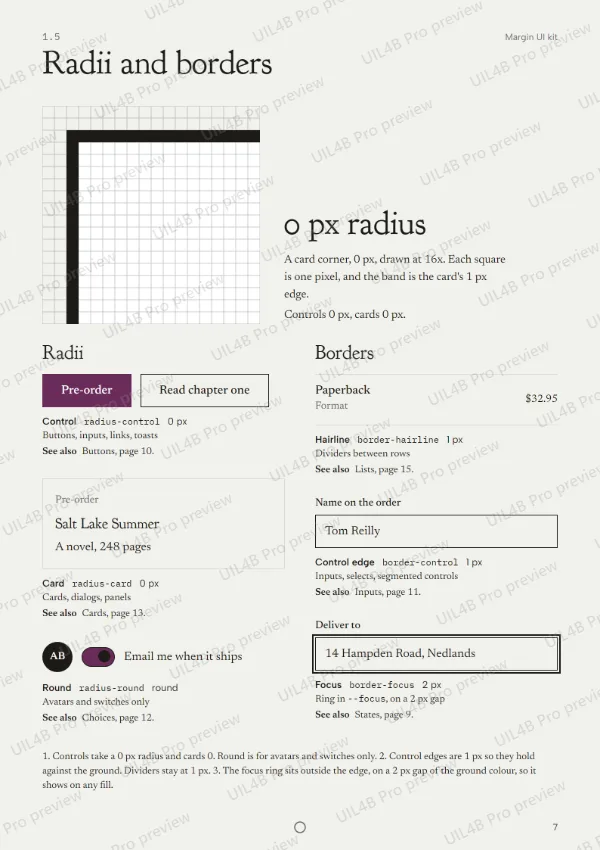 1.5
Margin UI kit
Radii and borders
0 px radius
A card corner, 0 px, drawn at 16x. Each square
is one pixel, and the band is the card's 1 px
edge.
Controls 0 px, cards 0 px.
Radii
Pre-order
Read chapter one
Control radius-control 0 px
Buttons, inputs, links, toasts
See also Buttons, page 10.
Pre-order
Salt Lake Summer
A novel, 248 pages
Card radius-card 0 px
Cards, dialogs, panels
See also Cards, page 13.
AB
Email me when it ships
Round radius-round round
Avatars and switches only
See also Choices, page 12.
Borders
Paperback
Format
$32.95
Hairline border-hairline 1 px
Dividers between rows
See also Lists, page 15.
Name on the order
Tom Reilly
Control edge border-control 1 px
Inputs, selects, segmented controls
See also Inputs, page 11.
Deliver to
14 Hampden Road, Nedlands
Focus border-focus 2 px
Ring in --focus, on a 2 px gap
See also States, page 9.
1. Controls take a 0 px radius and cards 0. Round is for avatars and switches only. 2. Control edges are 1 px so they hold
against the ground. Dividers stay at 1 px. 3. The focus ring sits outside the edge, on a 2 px gap of the ground colour, so it
shows on any fill.
7
UIL4B Pro preview